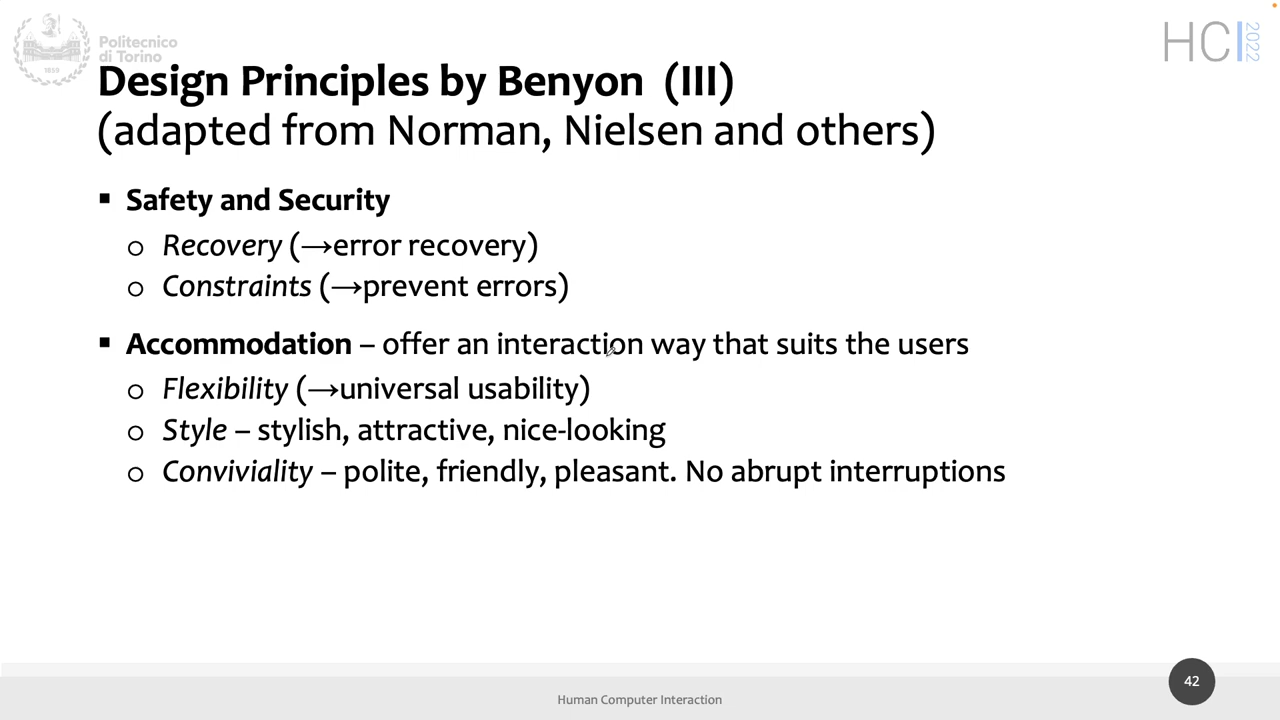 Politecnico
di Torino
1859
HCI 2022
Design Principles by Benyon (III)
(adapted from Norman, Nielsen and others)
▪ Safety and Security
o Recovery (→error recovery)
o Constraints (→prevent errors)
▪ Accommodation – offer an interaction way that suits the users
o Flexibility (→universal usability)
o Style – stylish, attractive, nice-looking
o Conviviality – polite, friendly, pleasant. No abrupt interruptions
Human Computer Interaction
42